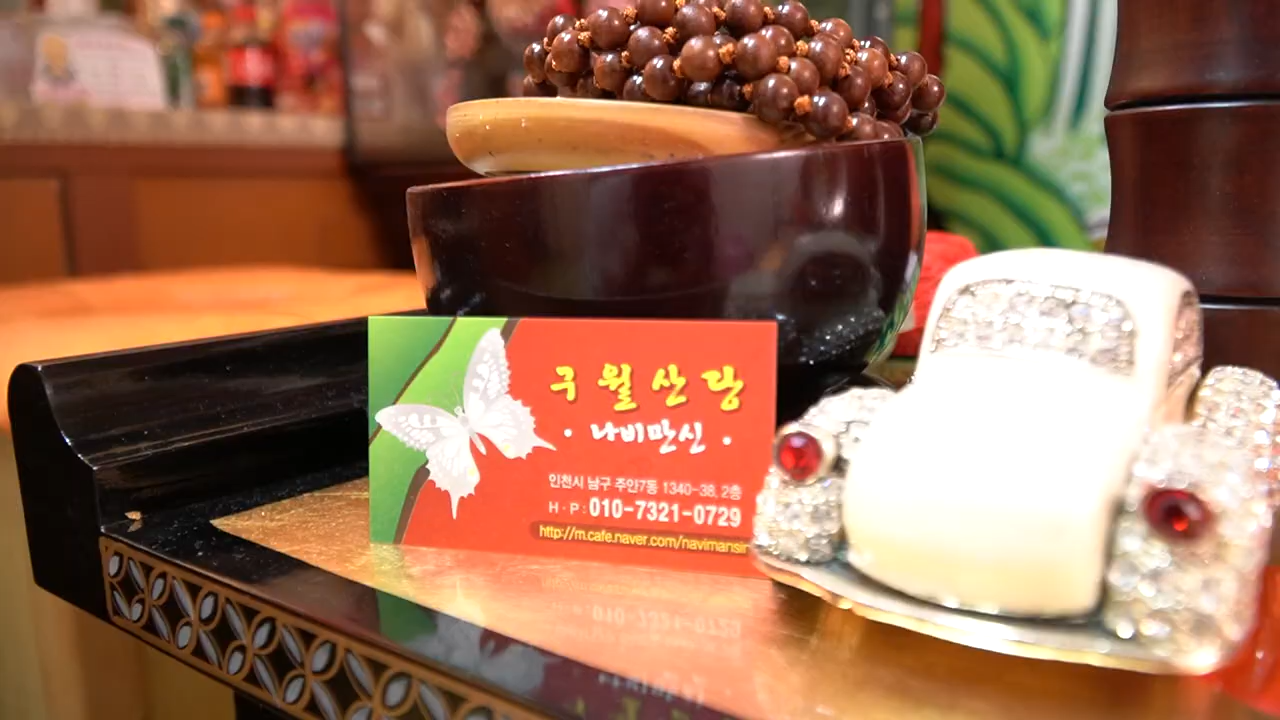 구월산당
· 나비만신 ·
인천시 남구 주안7동 1340-38, 2층
H·P:010-7321-0729
http://m.cafe.naver.com/navimansin